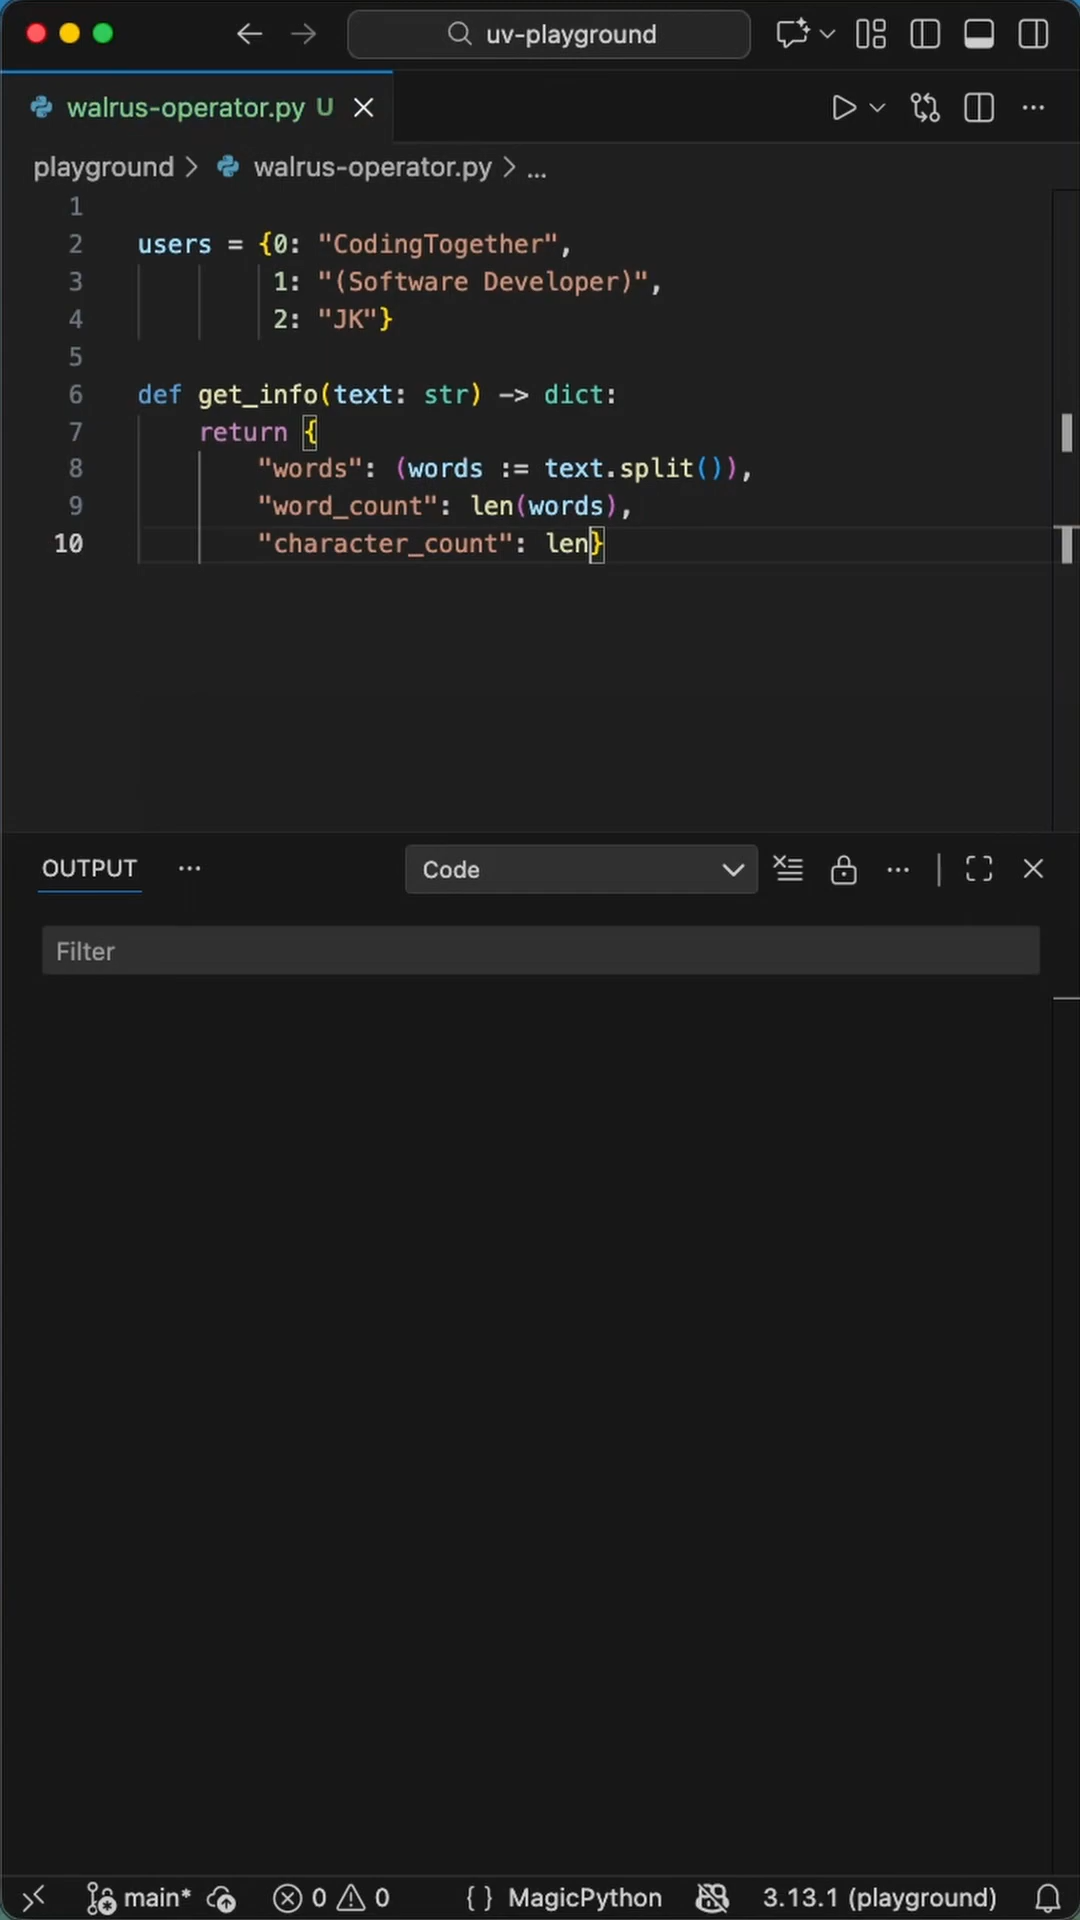 uv-playground
walrus-operator.py U
playground > walrus-operator.py > ...
1
2 users = {0: "CodingTogether",
3 1: "(Software Developer)",
4 2: "JK"}
5
6 def get_info(text: str) -> dict:
7 return {
8 "words": (words := text.split()),
9 "word_count": len(words),
10 "character_count": len}
OUTPUT ... Code
Filter
main* 0 0 { } MagicPython 3.13.1 (playground)